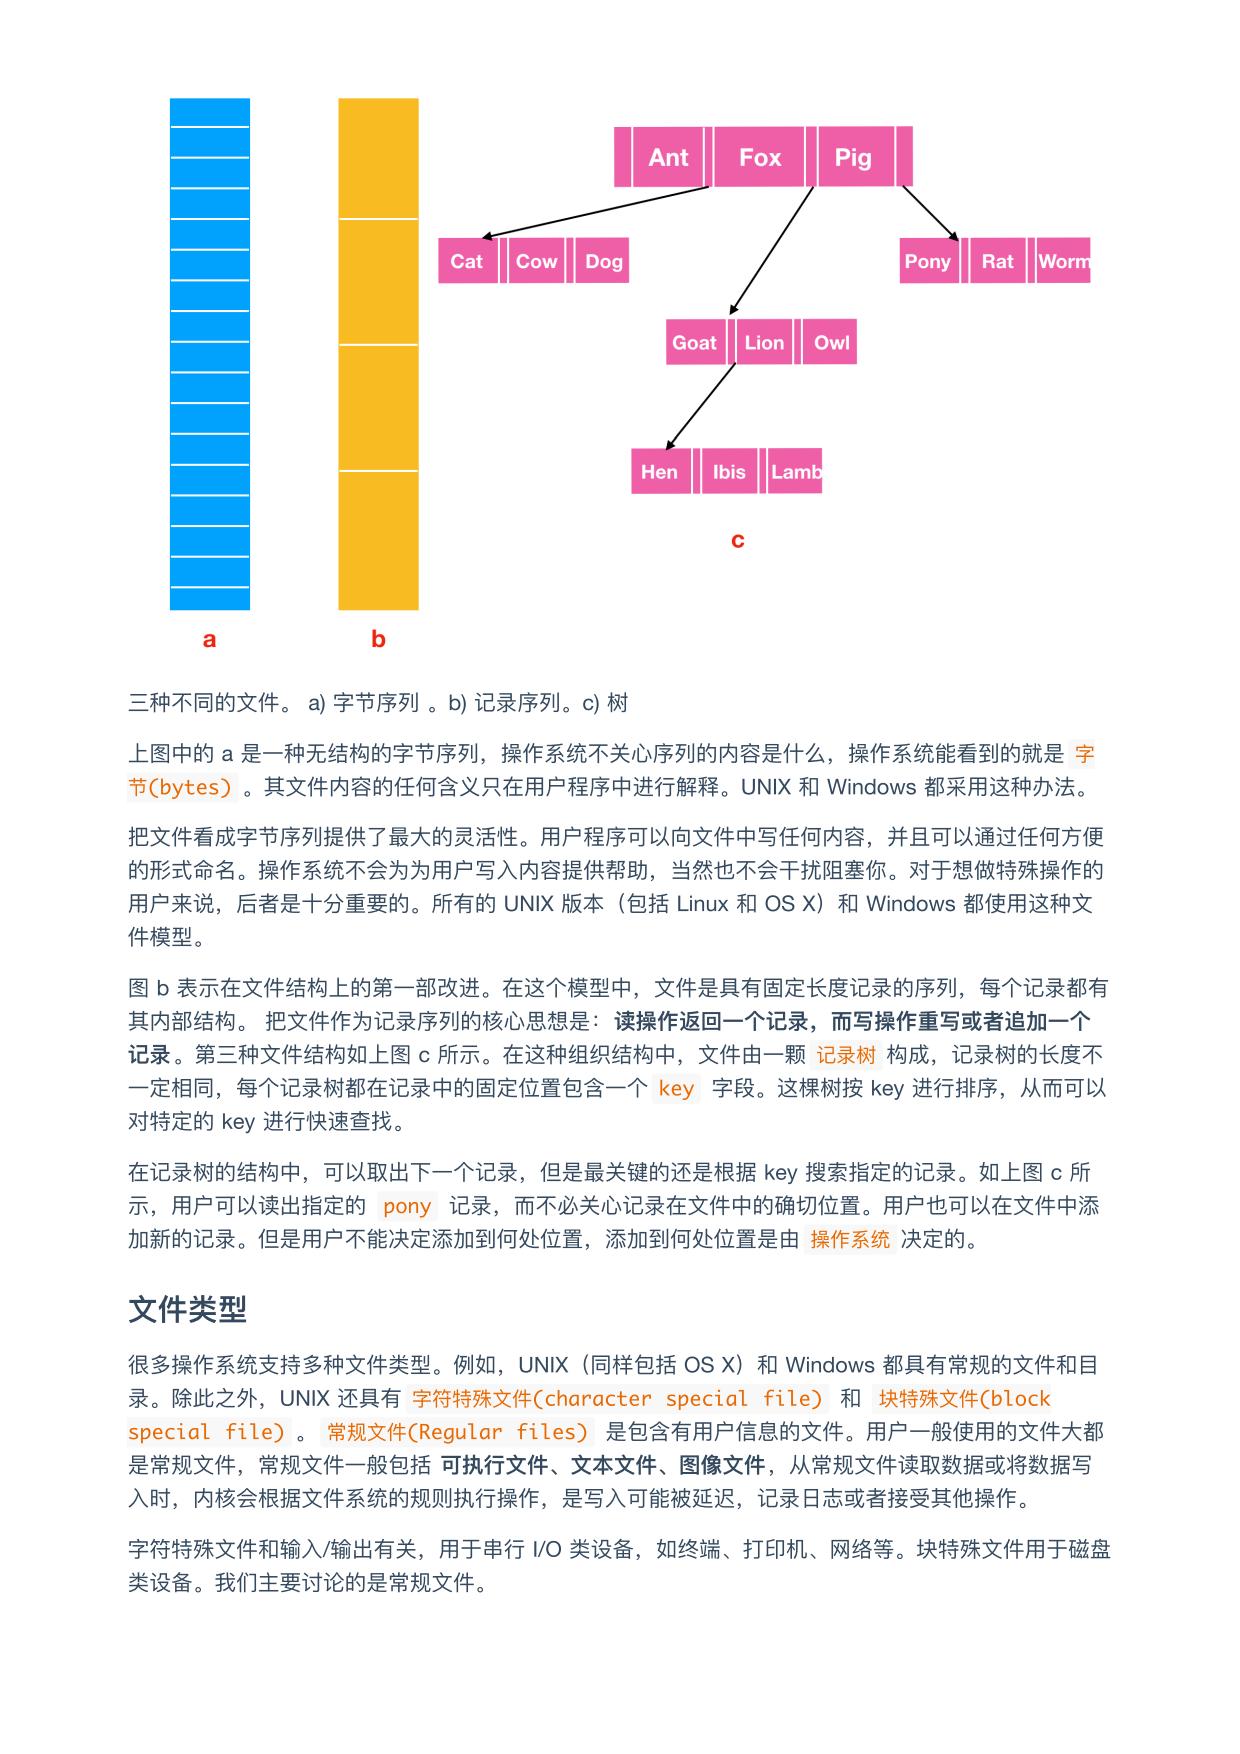 Ant Fox Pig
Cat Cow Dog
Pony Rat Worm
Goat Lion Owl
Hen Ibis Lamb
c
a
b
三种不同的文件。 a) 字节序列 。b) 记录序列。c) 树
上图中的 a 是一种无结构的字节序列，操作系统不关心序列的内容是什么，操作系统能看到的就是 字
节(bytes) 。其文件内容的任何含义只在用户程序中进行解释。UNIX 和 Windows 都采用这种办法。
把文件看成字节序列提供了最大的灵活性。用户程序可以向文件中写任何内容，并且可以通过任何方便
的形式命名。操作系统不会为为用户写入内容提供帮助，当然也不会干扰阻塞你。对于想做特殊操作的
用户来说，后者是十分重要的。所有的 UNIX 版本（包括 Linux 和 OS X）和 Windows 都使用这种文
件模型。
图 b 表示在文件结构上的第一部改进。在这个模型中，文件是具有固定长度记录的序列，每个记录都有
其内部结构。 把文件作为记录序列的核心思想是：读操作返回一个记录，而写操作重写或者追加一个
记录。第三种文件结构如上图 c 所示。在这种组织结构中，文件由一颗 记录树 构成，记录树的长度不
一定相同，每个记录树都在记录中的固定位置包含一个 key 字段。这棵树按 key 进行排序，从而可以
对特定的 key 进行快速查找。
在记录树的结构中，可以取出下一个记录，但是最关键的还是根据 key 搜索指定的记录。如上图 c 所
示，用户可以读出指定的 pony 记录，而不必关心记录在文件中的确切位置。用户也可以在文件中添
加新的记录。但是用户不能决定添加到何处位置，添加到何处位置是由 操作系统 决定的。
文件类型
很多操作系统支持多种文件类型。例如，UNIX（同样包括 OS X）和 Windows 都具有常规的文件和目
录。除此之外，UNIX 还具有 字符特殊文件(character special file) 和 块特殊文件(block
special file) 。 常规文件(Regular files) 是包含有用户信息的文件。用户一般使用的文件大都
是常规文件，常规文件一般包括 可执行文件、文本文件、图像文件，从常规文件读取数据或将数据写
入时，内核会根据文件系统的规则执行操作，是写入可能被延迟，记录日志或者接受其他操作。
字符特殊文件和输入/输出有关，用于串行 I/O 类设备，如终端、打印机、网络等。块特殊文件用于磁盘
类设备。我们主要讨论的是常规文件。